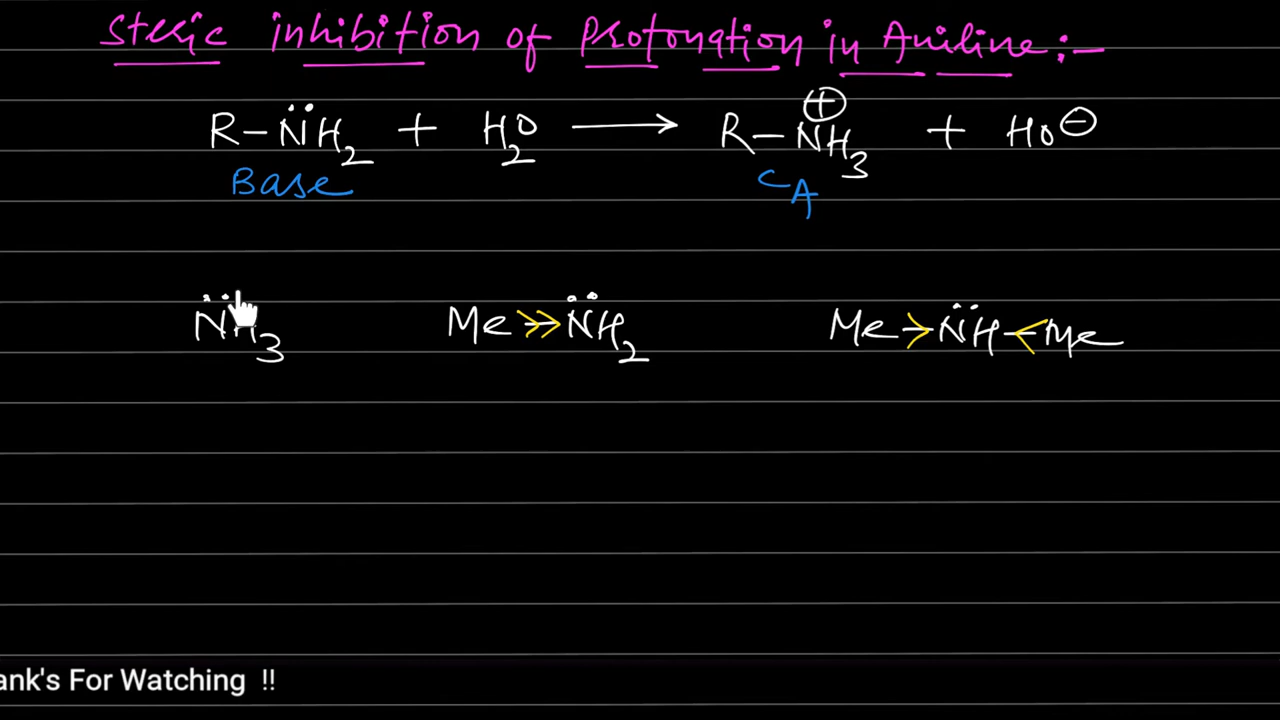 Steric inhibition of Protonation in Aniline:-
R-N̈H₂ + H₂O ⟶ R-N⊕H₃ + HO⊖
Base CA
N̈H₃ Me->>-N̈H₂ Me->-N̈H-<-Me
ank's For Watching !!